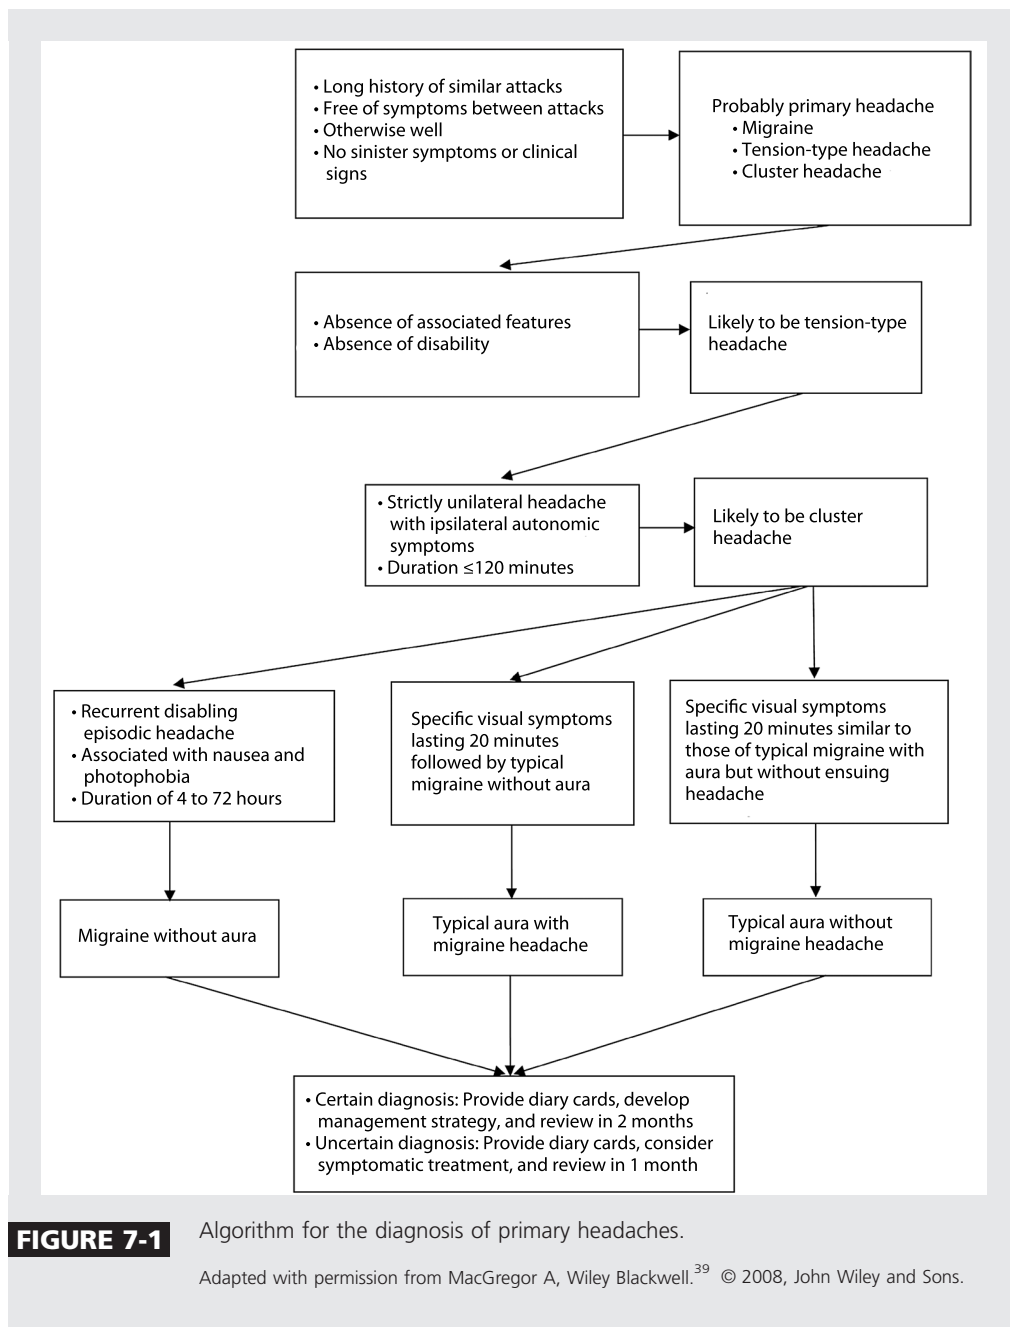 • Long history of similar attacks
• Free of symptoms between attacks
• Otherwise well
• No sinister symptoms or clinical
signs
Probably primary headache
• Migraine
• Tension-type headache
• Cluster headache
• Absence of associated features
• Absence of disability
Likely to be tension-type
headache
• Strictly unilateral headache
with ipsilateral autonomic
symptoms
• Duration ≤120 minutes
Likely to be cluster
headache
• Recurrent disabling
episodic headache
• Associated with nausea and
photophobia
• Duration of 4 to 72 hours
Specific visual symptoms
lasting 20 minutes
followed by typical
migraine without aura
Specific visual symptoms
lasting 20 minutes similar to
those of typical migraine with
aura but without ensuing
headache
Migraine without aura
Typical aura with
migraine headache
Typical aura without
migraine headache
• Certain diagnosis: Provide diary cards, develop
management strategy, and review in 2 months
• Uncertain diagnosis: Provide diary cards, consider
symptomatic treatment, and review in 1 month
FIGURE 7-1
Algorithm for the diagnosis of primary headaches.
Adapted with permission from MacGregor A, Wiley Blackwell.39 © 2008, John Wiley and Sons.